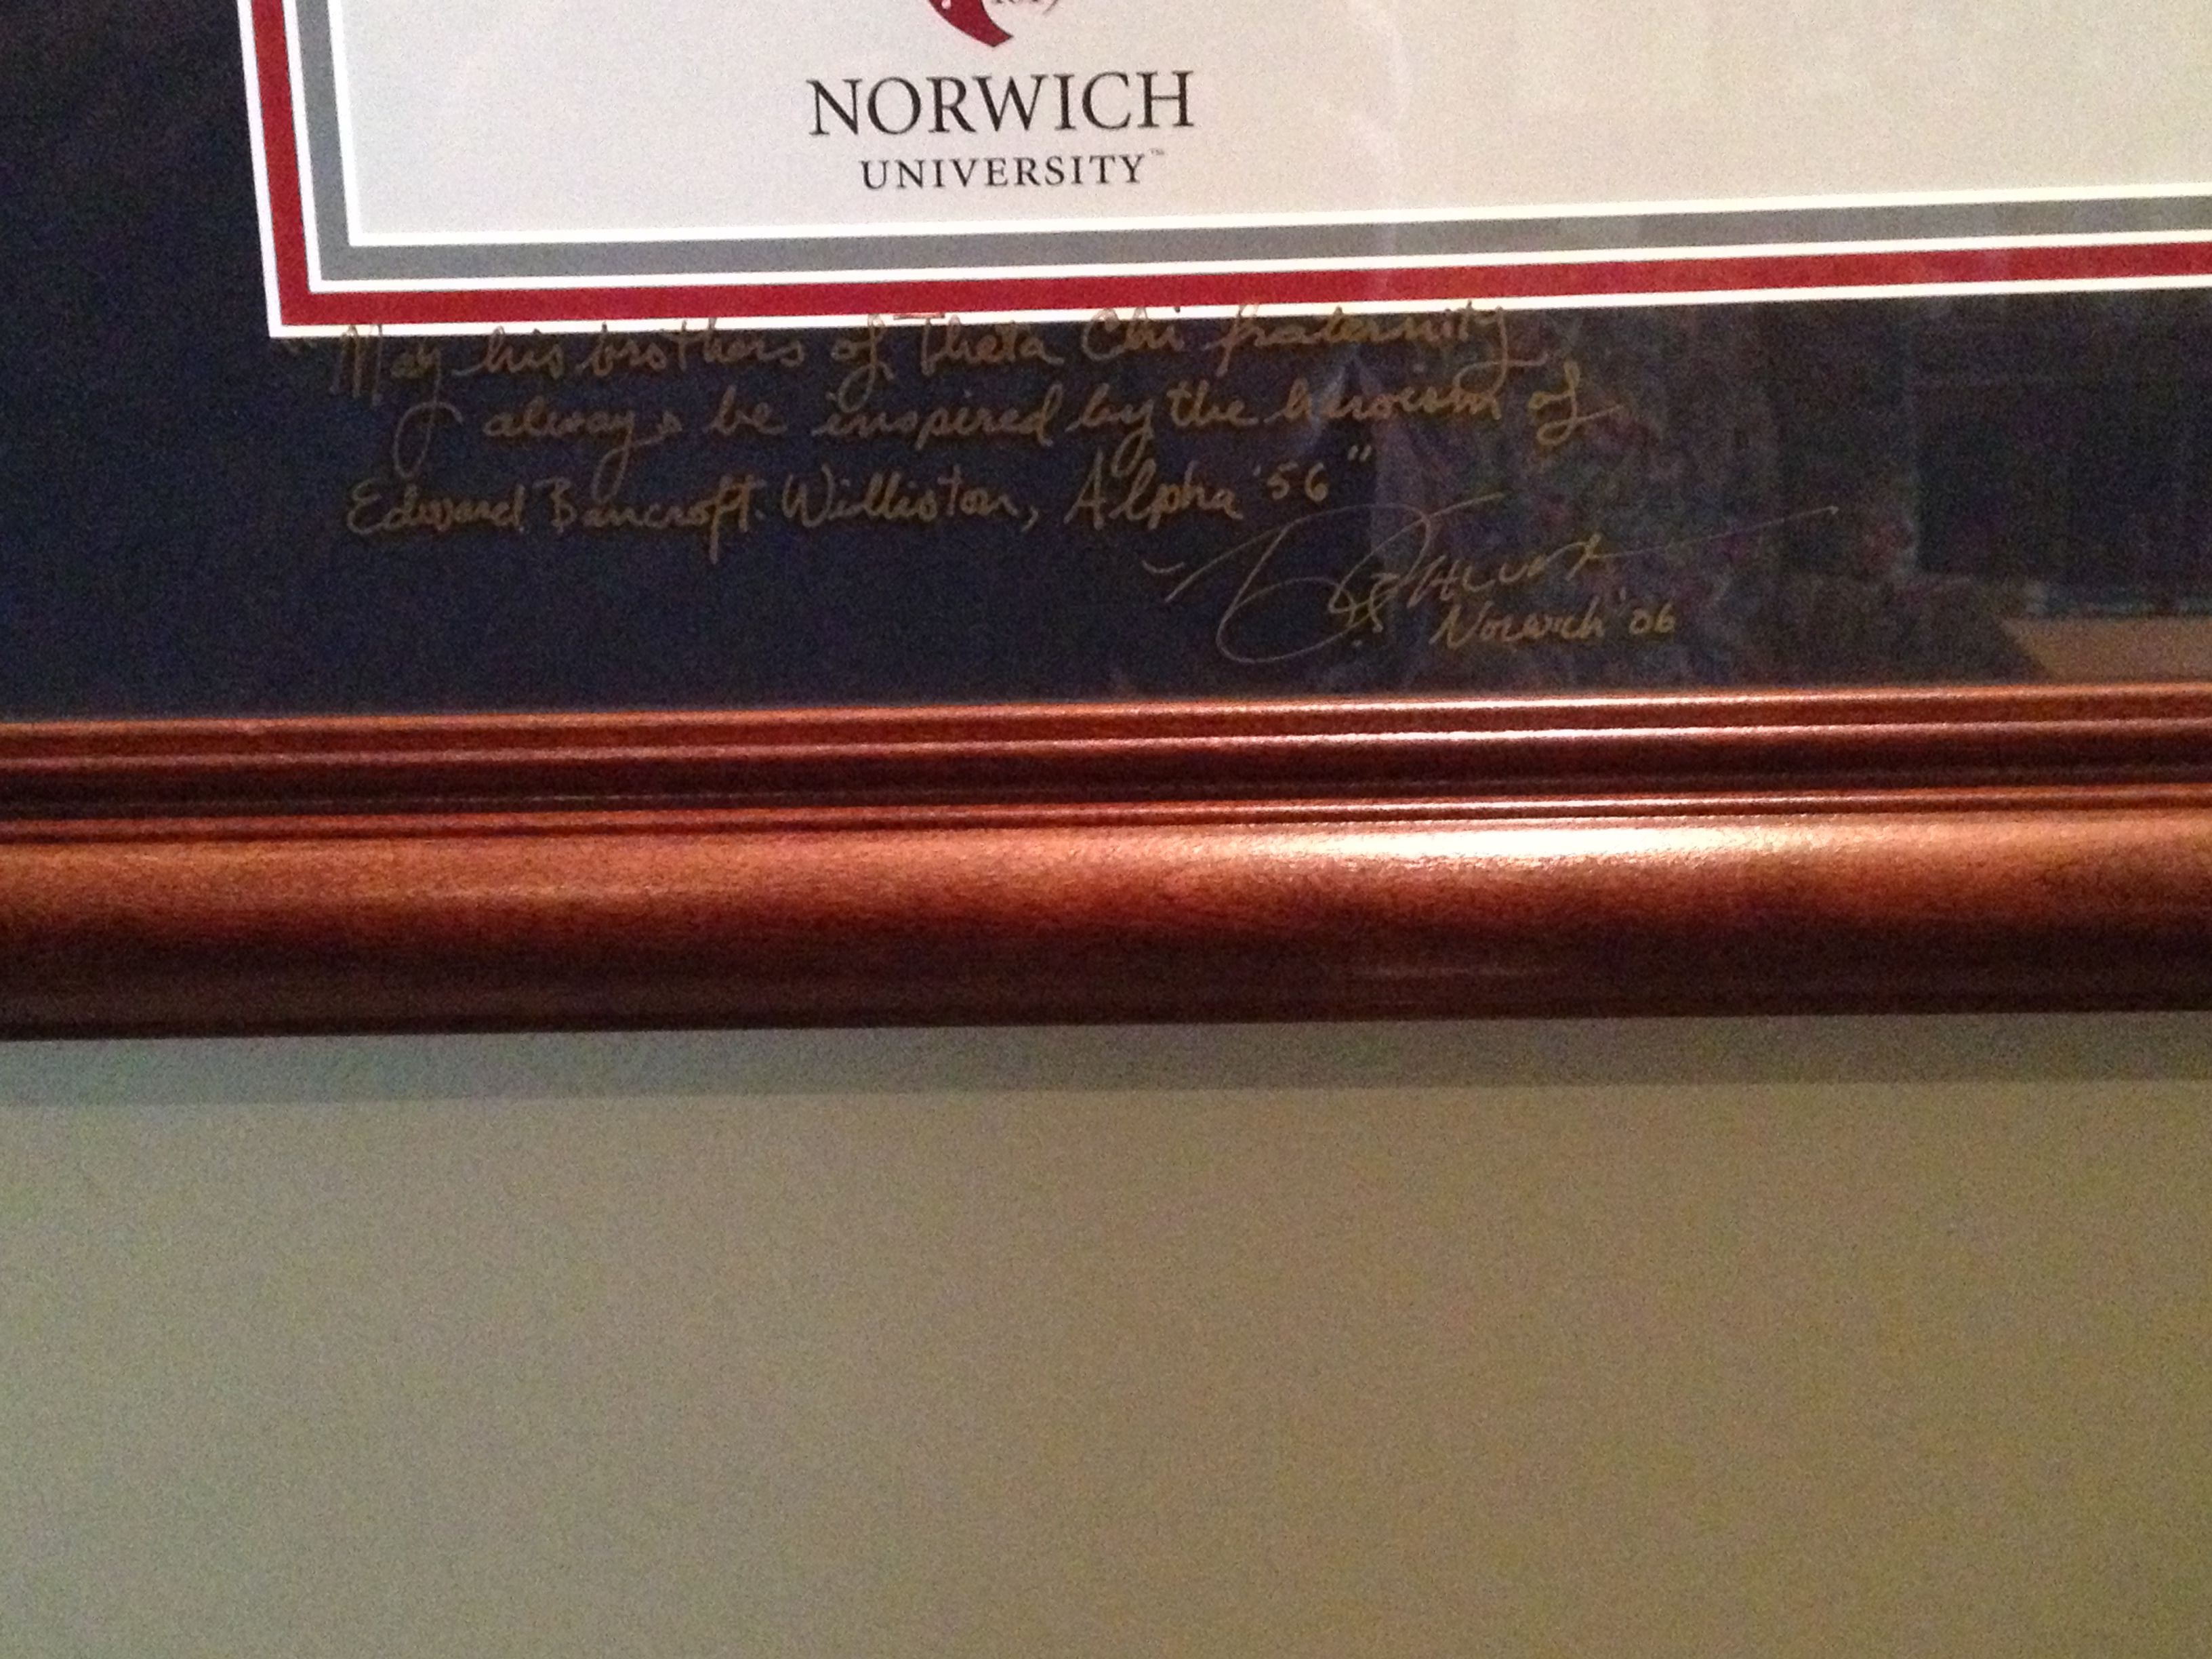 NORWICH
UNIVERSITY™
"May his brothers of Theta Chi fraternity
always be inspired by the heroism of
Edward Bancroft Williston, Alpha '56"
Norwich '06